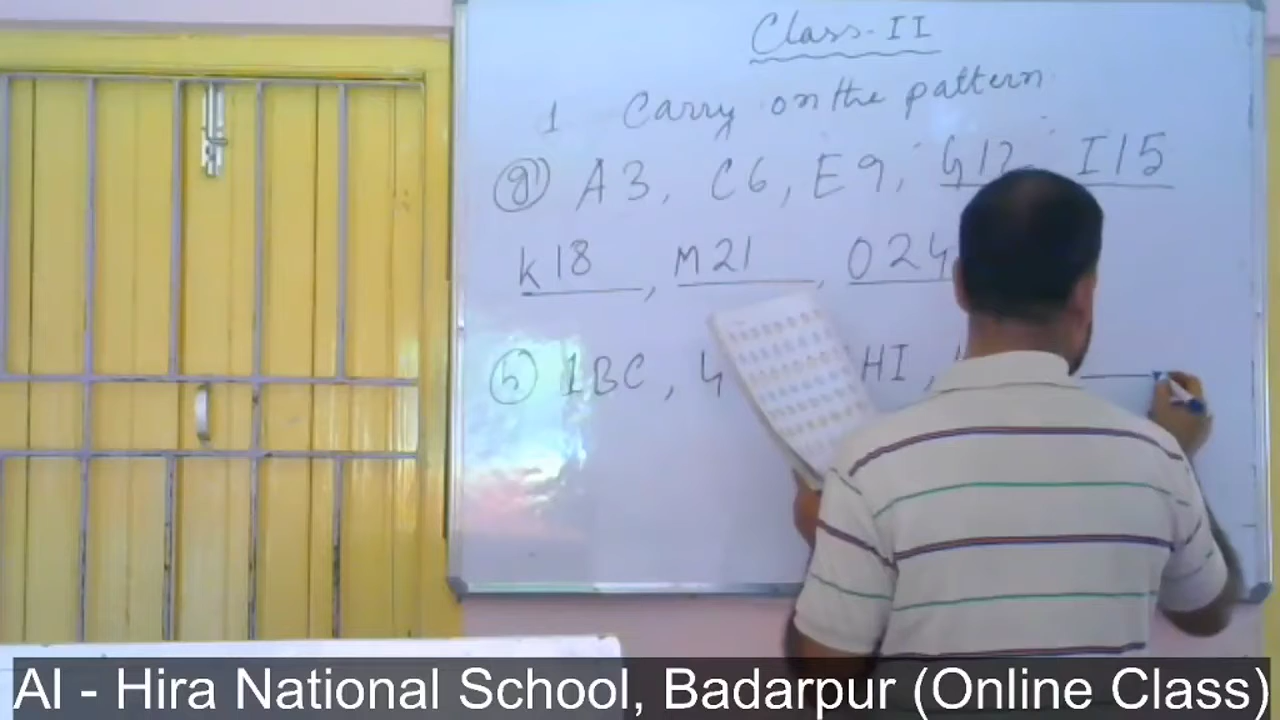 Class-II
1 Carry on the pattern
(g) A3, C6, E9, G12 I15
K18, M21, O24
(h) 1BC, 4 HI,
Al - Hira National School, Badarpur (Online Class)